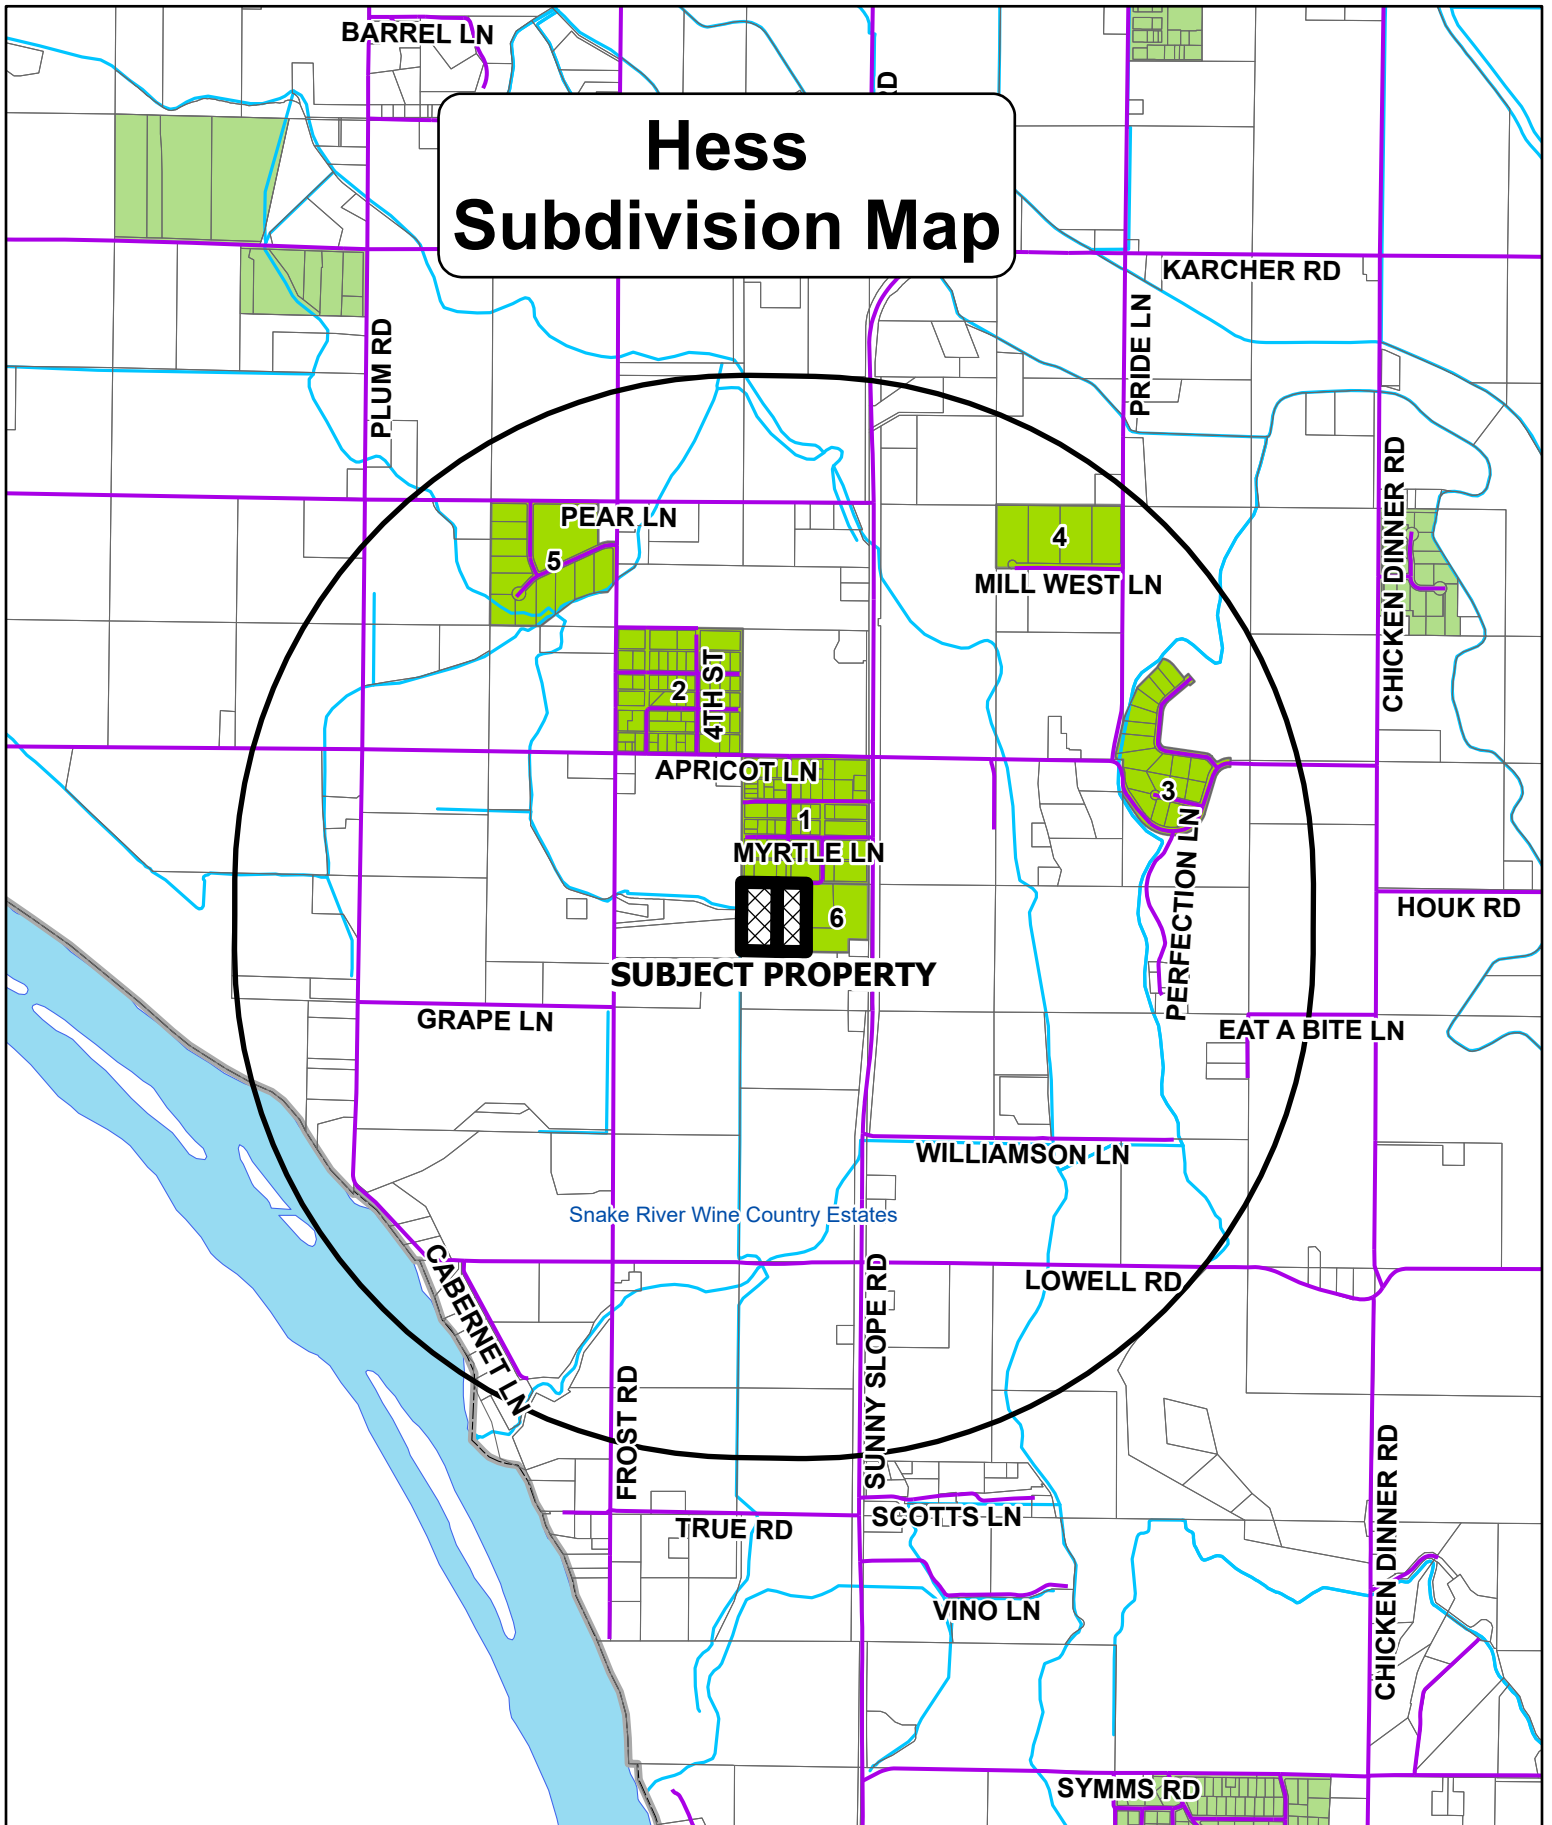 BARREL LN
RD
Hess
Subdivision Map
KARCHER RD
PLUM RD
PRIDE LN
CHICKEN DINNER RD
PEAR LN
5
4
MILL WEST LN
2
4TH ST
APRICOT LN
1
3
MYRTLE LN
PERFECTION LN
6
HOUK RD
SUBJECT PROPERTY
GRAPE LN
EAT A BITE LN
WILLIAMSON LN
Snake River Wine Country Estates
CABERNET LN
LOWELL RD
SUNNY SLOPE RD
FROST RD
CHICKEN DINNER RD
SCOTTS LN
TRUE RD
VINO LN
SYMMS RD